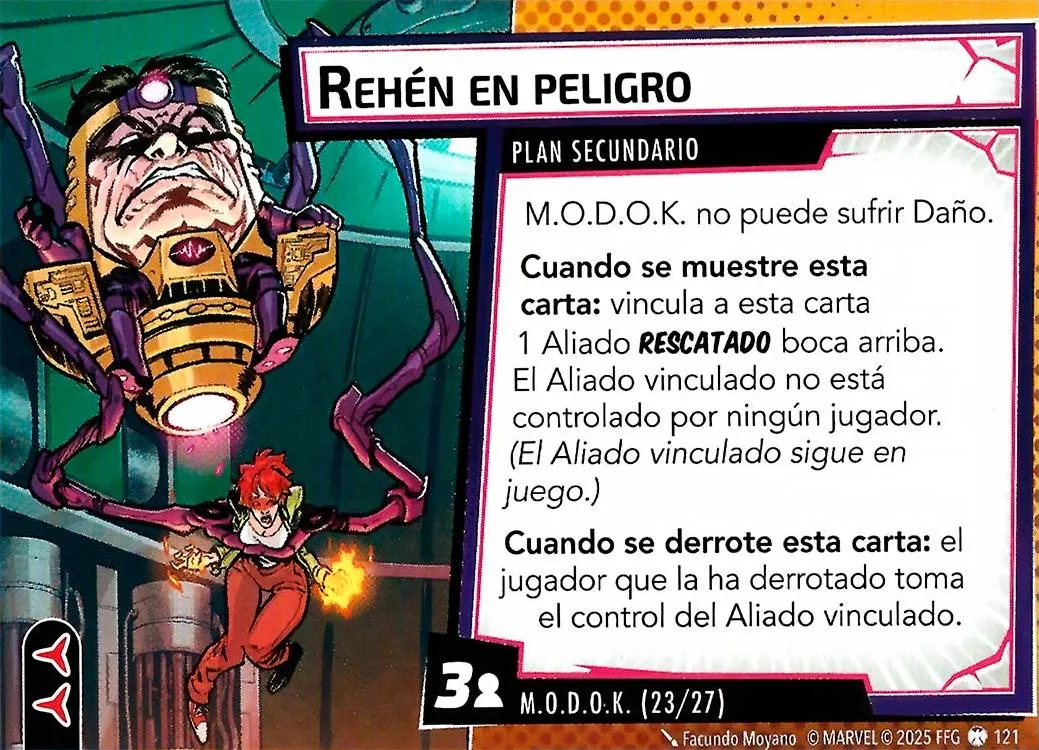 REHÉN EN PELIGRO
PLAN SECUNDARIO
M.O.D.O.K. no puede sufrir Daño.
Cuando se muestre esta
carta: vincula a esta carta
1 Aliado RESCATADO boca arriba.
El Aliado vinculado no está
controlado por ningún jugador.
(El Aliado vinculado sigue en
juego.)
Cuando se derrote esta carta: el
jugador que la ha derrotado toma
el control del Aliado vinculado.
3
M.O.D.O.K. (23/27)
Facundo Moyano © MARVEL © 2025 FFG 121